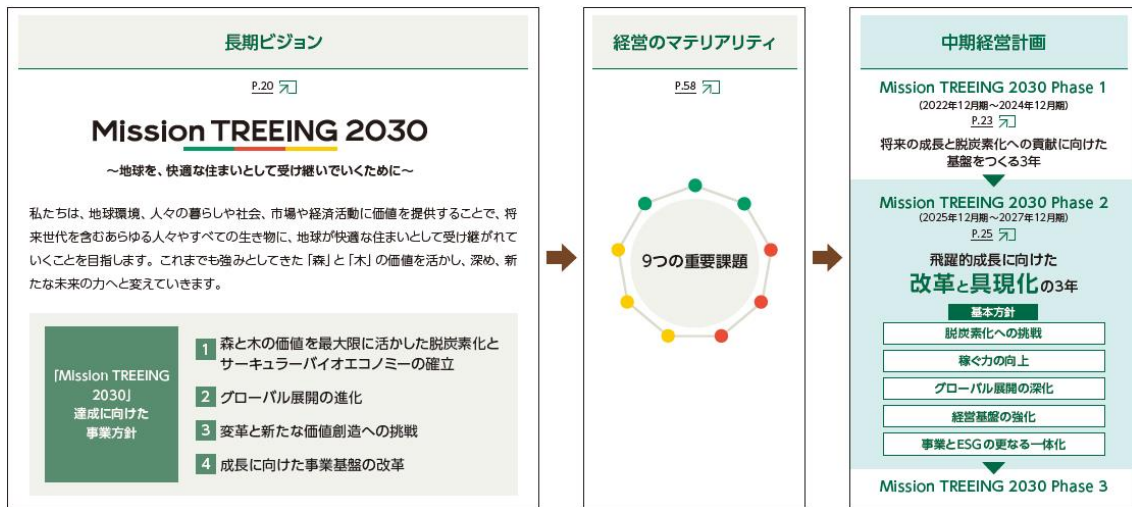 長期ビジョン
P.20
Mission TREEING 2030
～地球を、快適な住まいとして受け継いでいくために～
私たちは、地球環境、人々の暮らしや社会、市場や経済活動に価値を提供することで、将
来世代を含むあらゆる人々やすべての生き物に、地球が快適な住まいとして受け継がれて
いくことを目指します。これまでも強みとしてきた「森」と「木」の価値を活かし、深め、新
たな未来の力へと変えていきます。
「Mission TREEING
2030」
達成に向けた
事業方針
1 森と木の価値を最大限に活かした脱炭素化と
サーキュラーバイオエコノミーの確立
2 グローバル展開の進化
3 変革と新たな価値創造への挑戦
4 成長に向けた事業基盤の改革
経営のマテリアリティ
P.58
9つの重要課題
中期経営計画
Mission TREEING 2030 Phase 1
(2022年12月期～2024年12月期)
P.23
将来の成長と脱炭素化への貢献に向けた
基盤をつくる3年
Mission TREEING 2030 Phase 2
(2025年12月期～2027年12月期)
P.25
飛躍的成長に向けた
改革と具現化の3年
基本方針
脱炭素化への挑戦
稼ぐ力の向上
グローバル展開の深化
経営基盤の強化
事業とESGの更なる一体化
Mission TREEING 2030 Phase 3